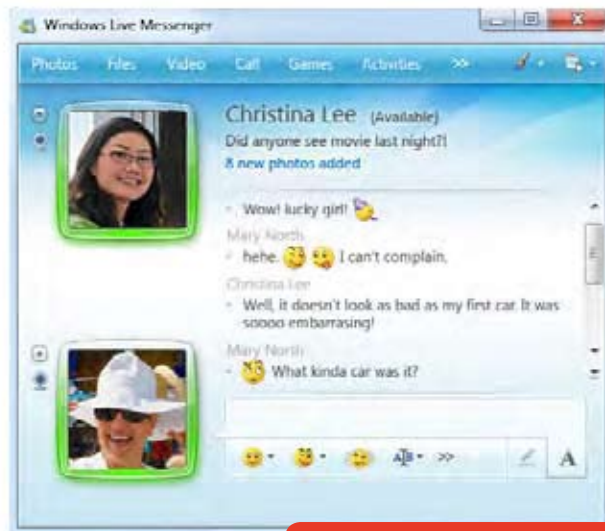 Windows Live Messenger
Photos Files Video Call Games Activities >>
Christina Lee (Available)
Did anyone see movie last night?!
8 new photos added
Wow! lucky girl!
Mary North
hehe. I can't complain.
Christina Lee
Well, it doesn't look as bad as my first car. It was
soooo embarrasing!
Mary North
What kinda car was it?
>>
A